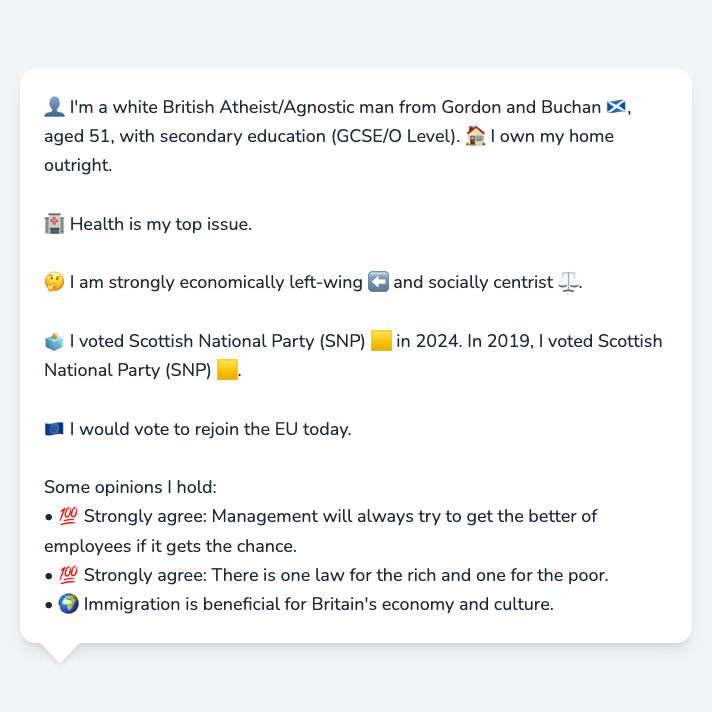 👤 I'm a white British Atheist/Agnostic man from Gordon and Buchan 🏴󠁧󠁢󠁳󠁣󠁴󠁿,
aged 51, with secondary education (GCSE/O Level). 🏠 I own my home
outright.
🏥 Health is my top issue.
🤔 I am strongly economically left-wing ⬅️ and socially centrist ⚖️.
🗳️ I voted Scottish National Party (SNP) 🟨 in 2024. In 2019, I voted Scottish
National Party (SNP) 🟨.
🇪🇺 I would vote to rejoin the EU today.
Some opinions I hold:
• 💯 Strongly agree: Management will always try to get the better of
employees if it gets the chance.
• 💯 Strongly agree: There is one law for the rich and one for the poor.
• 🌍 Immigration is beneficial for Britain's economy and culture.